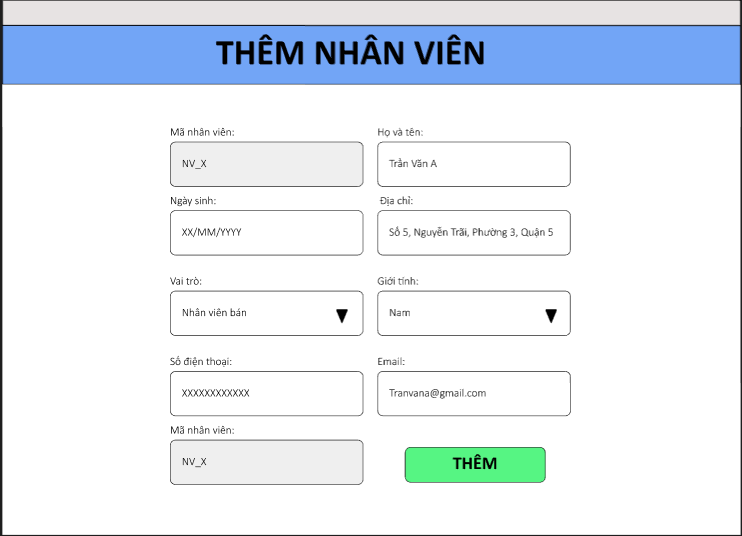 THÊM NHÂN VIÊN
Mã nhân viên:
Họ và tên:
NV_X
Trần Văn A
Ngày sinh:
Địa chỉ:
XX/MM/YYYY
Số 5, Nguyễn Trãi, Phường 3, Quận 5
Vai trò:
Giới tính:
Nhân viên bán
Nam
Số điện thoại:
Email:
XXXXXXXXXXXX
Tranvana@gmail.com
Mã nhân viên:
NV_X
THÊM